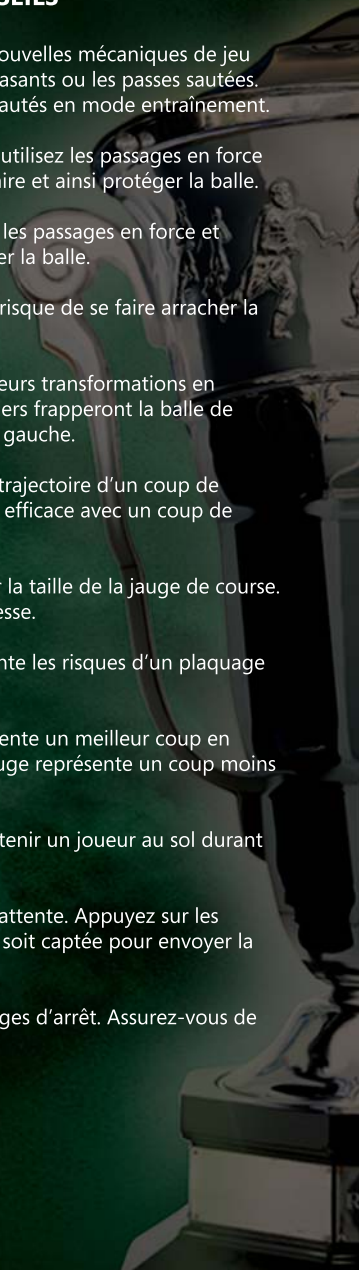 ouvelles mécaniques de jeu
asants ou les passes sautées.
autés en mode entraînement.
utilisez les passages en force
ire et ainsi protéger la balle.
les passages en force et
er la balle.
risque de se faire arracher la
eurs transformations en
iers frapperont la balle de
gauche.
trajectoire d’un coup de
efficace avec un coup de
r la taille de la jauge de course.
esse.
nte les risques d’un plaquage
ente un meilleur coup en
uge représente un coup moins
tenir un joueur au sol durant
attente. Appuyez sur les
soit captée pour envoyer la
ges d’arrêt. Assurez-vous de